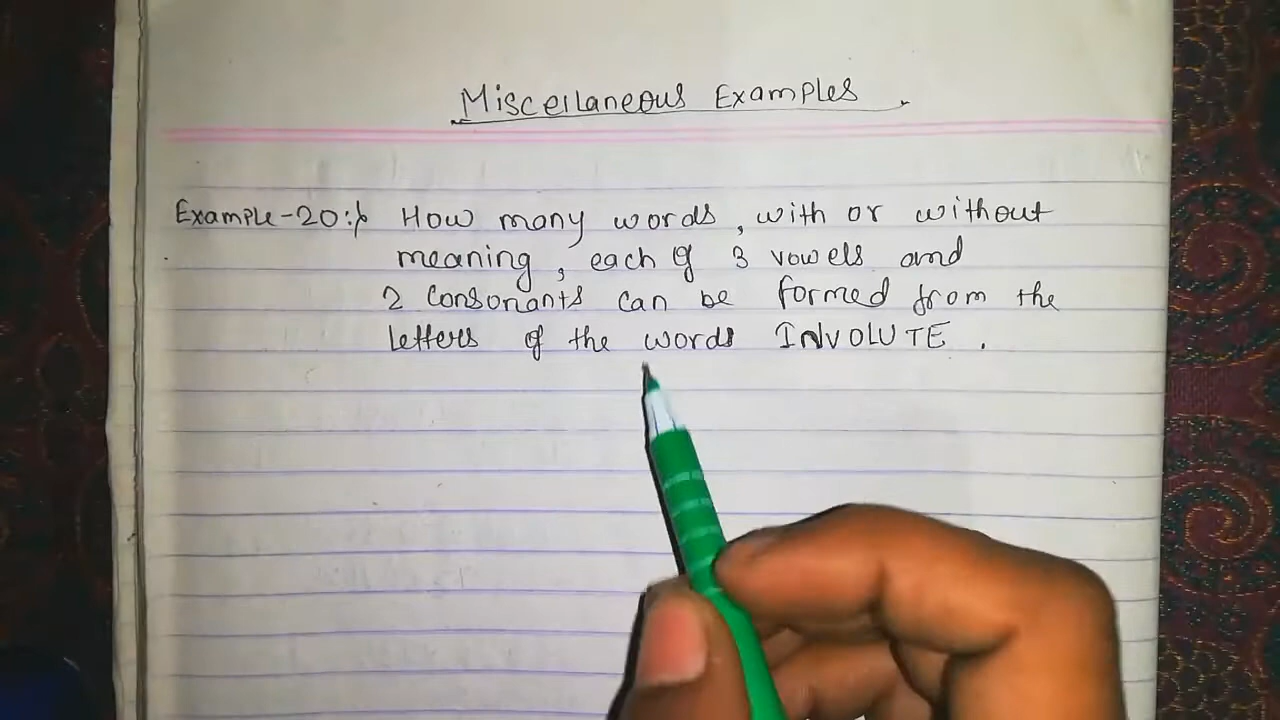 Miscellaneous Examples
Example-20:- How many words, with or without
meaning, each of 3 vowels and
2 consonants can be formed from the
letters of the words INVOLUTE.